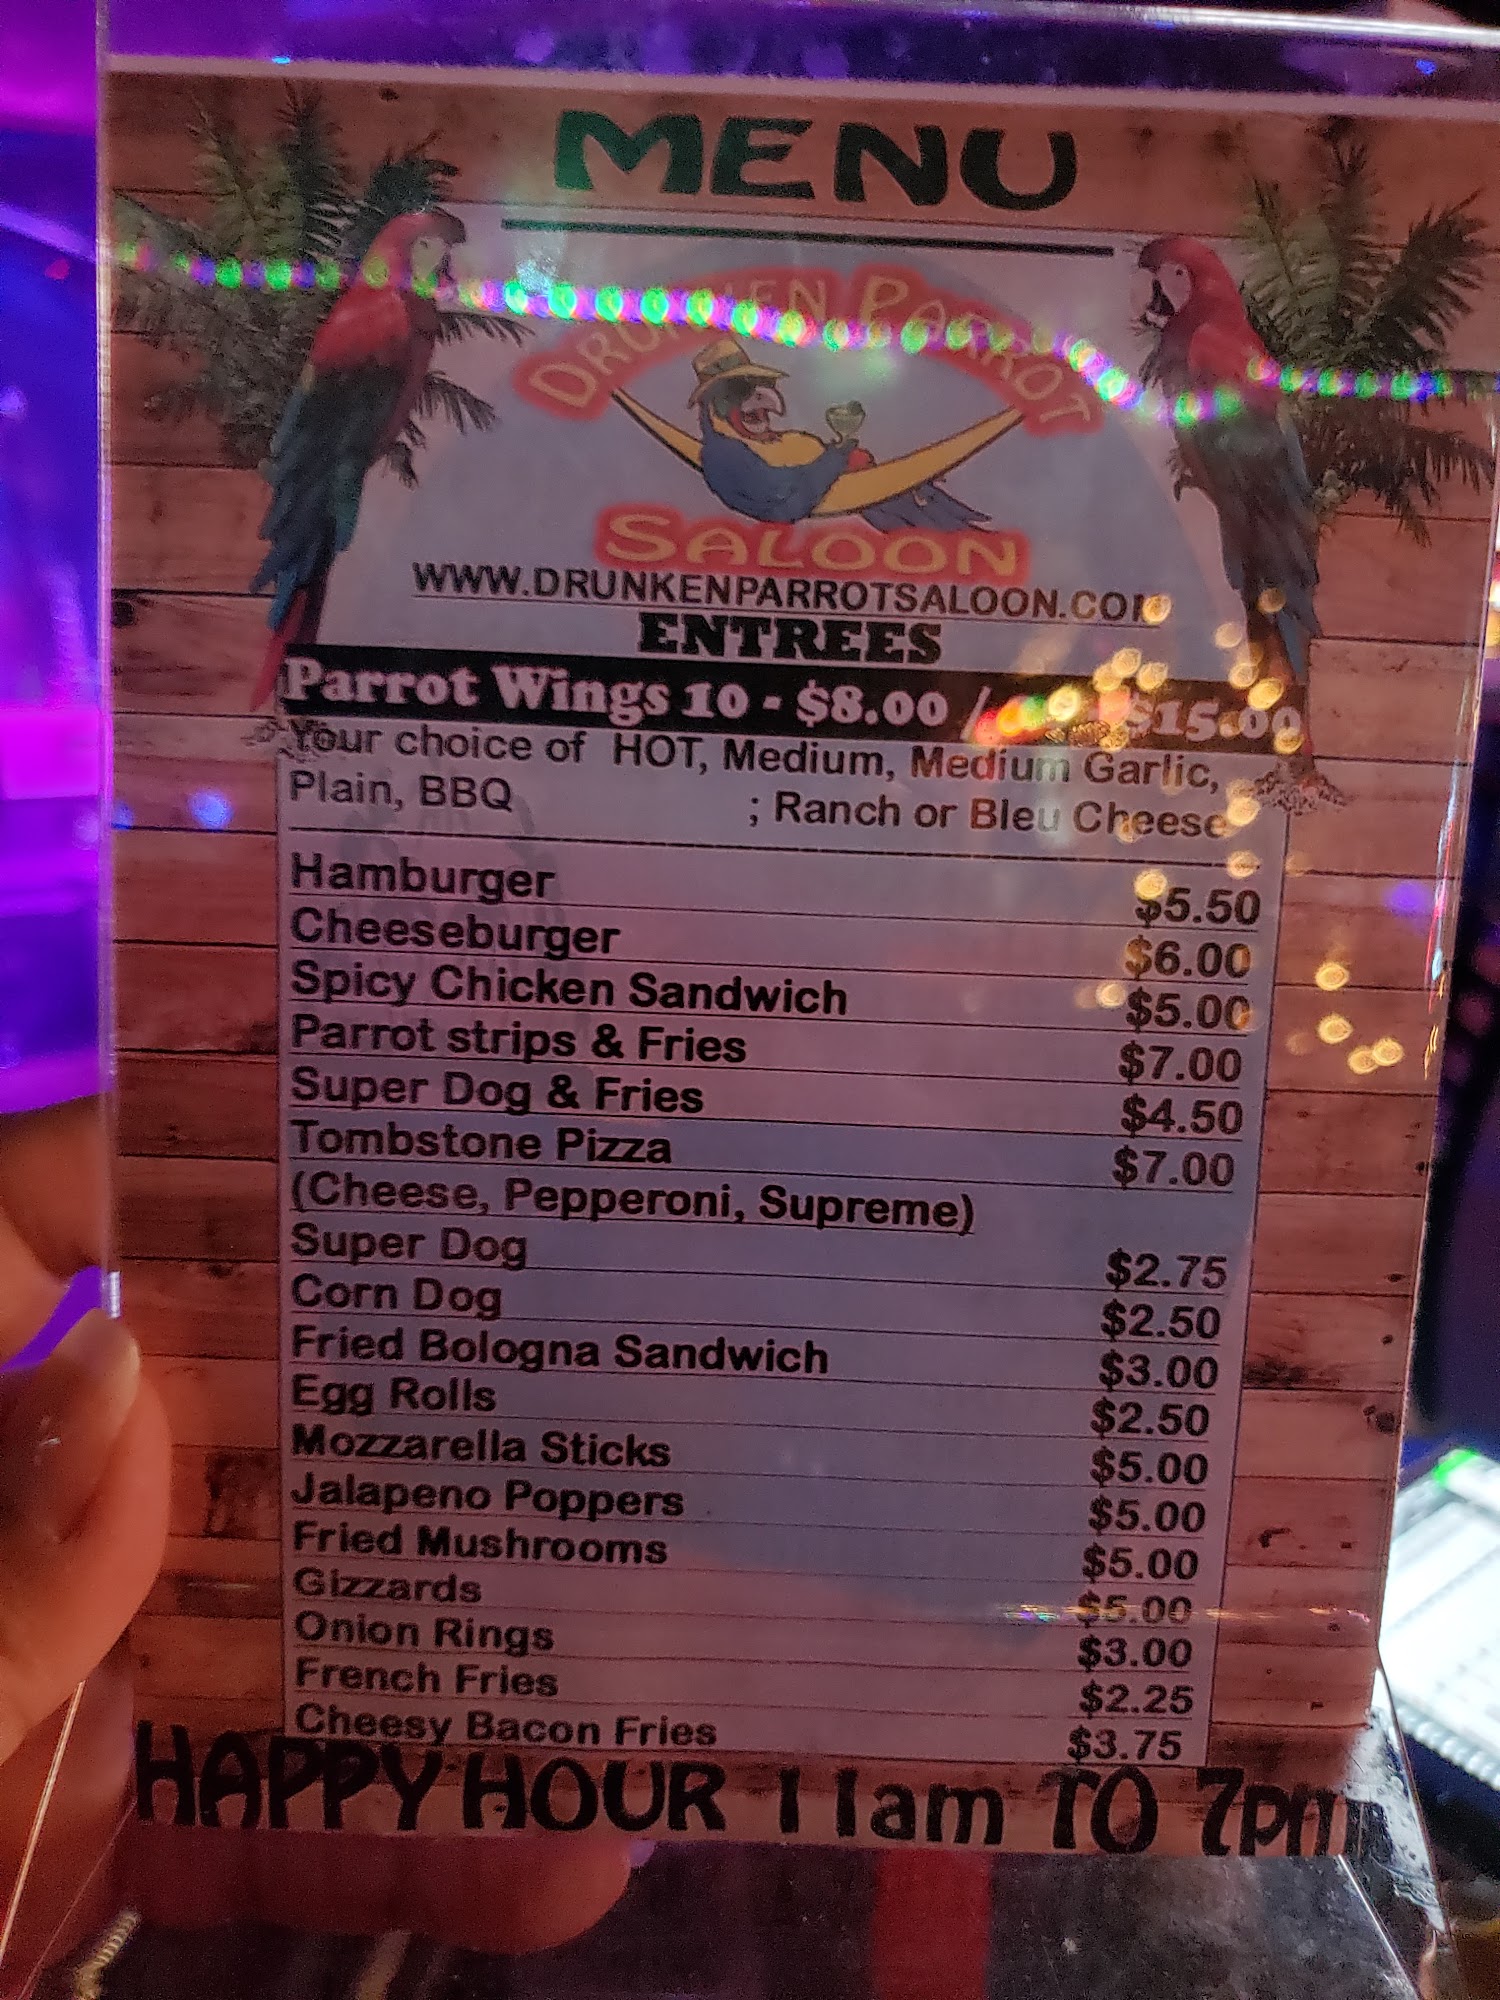 MENU
DRUNKEN PARROT
SALOON
WWW.DRUNKENPARROTSALOON.COM
ENTREES
Parrot Wings 10 - $8.00 / $15.00
Your choice of HOT, Medium, Medium Garlic,
Plain, BBQ ; Ranch or Bleu Cheese
Hamburger $5.50
Cheeseburger $6.00
Spicy Chicken Sandwich $5.00
Parrot strips & Fries $7.00
Super Dog & Fries $4.50
Tombstone Pizza $7.00
(Cheese, Pepperoni, Supreme)
Super Dog $2.75
Corn Dog $2.50
Fried Bologna Sandwich $3.00
Egg Rolls $2.50
Mozzarella Sticks $5.00
Jalapeno Poppers $5.00
Fried Mushrooms $5.00
Gizzards $5.00
Onion Rings $3.00
French Fries $2.25
Cheesy Bacon Fries $3.75
HAPPY HOUR 11am TO 7pm